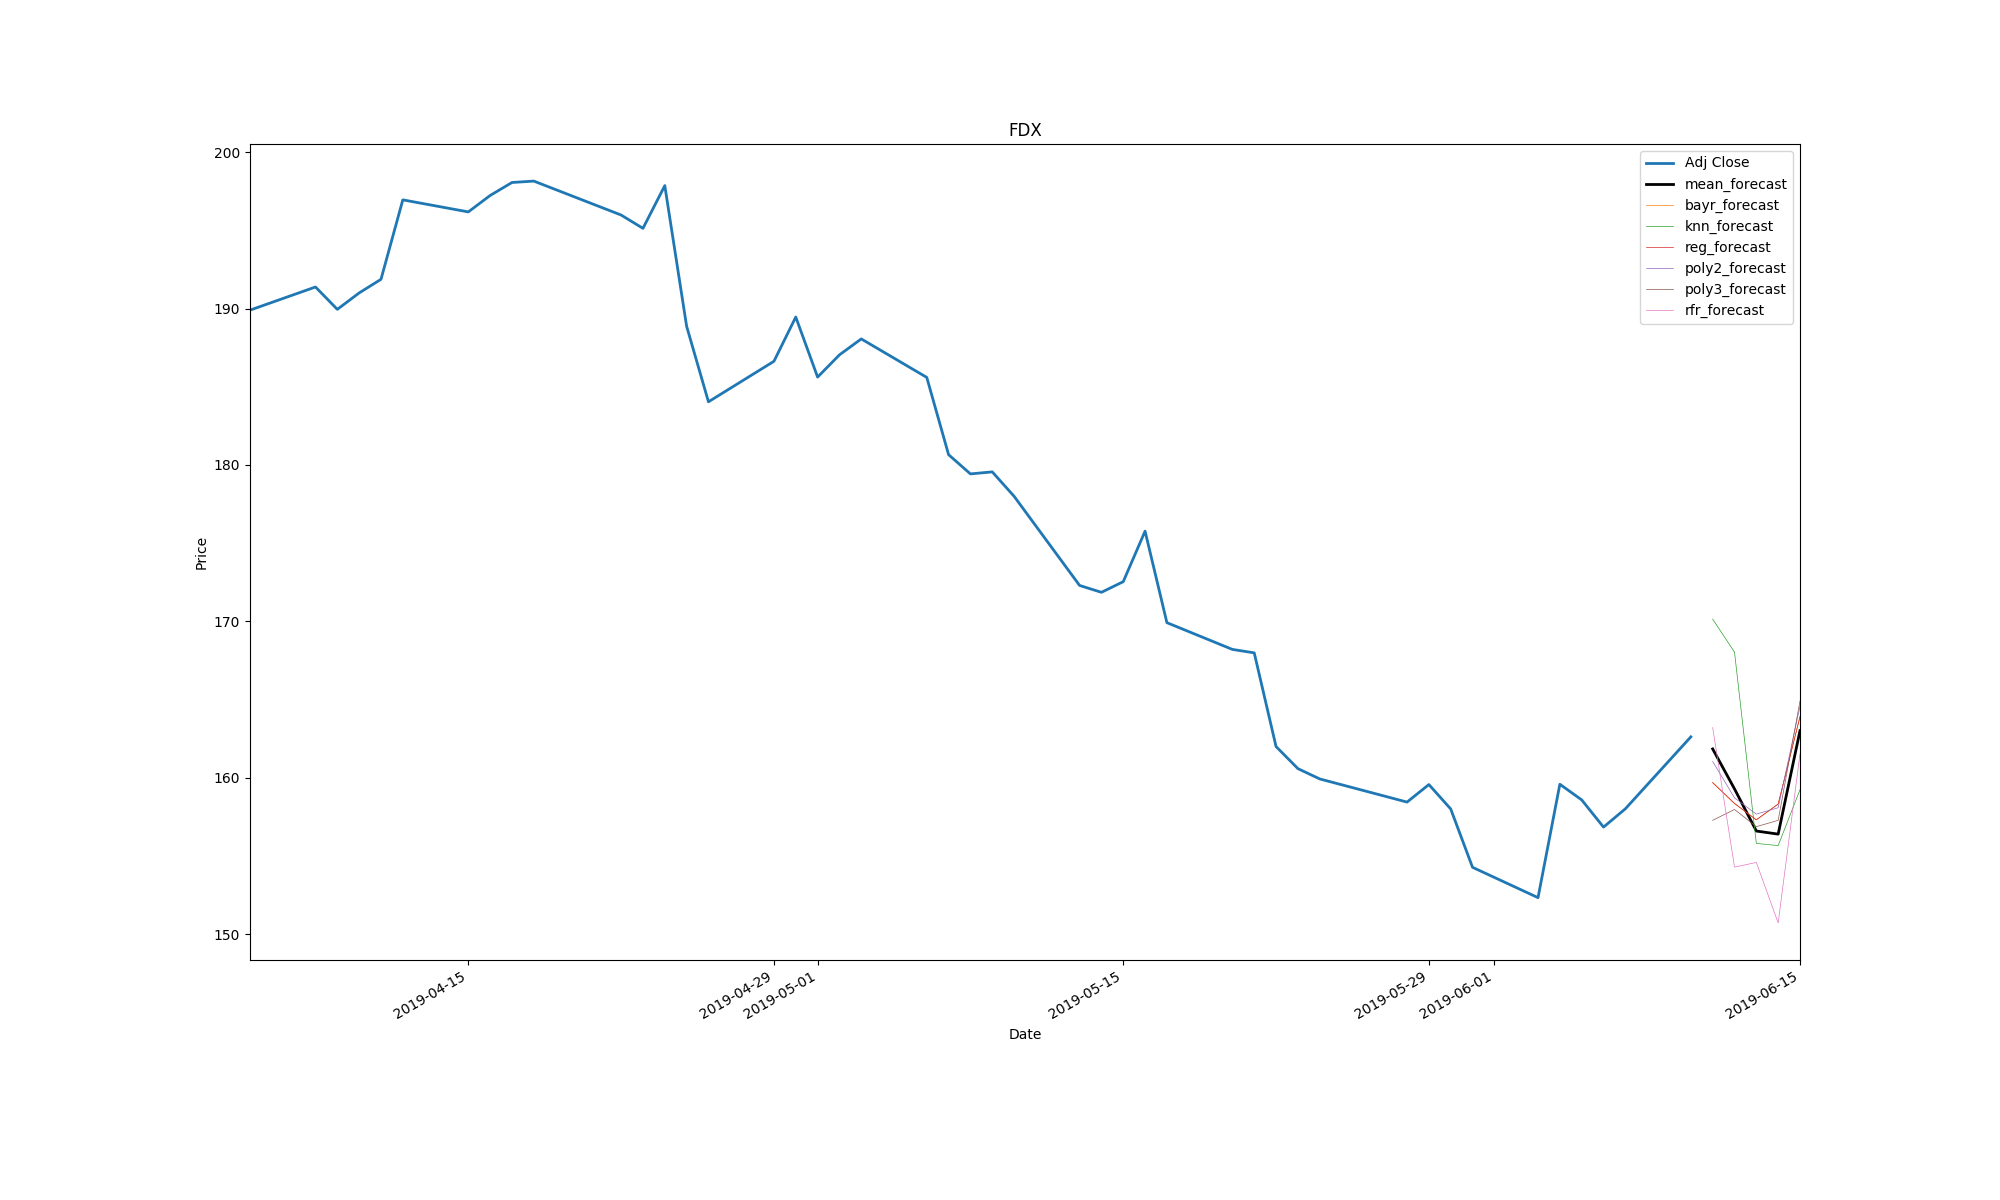 FDX
200
190
180
170
160
150
Price
Adj Close
mean_forecast
bayr_forecast
knn_forecast
reg_forecast
poly2_forecast
poly3_forecast
rfr_forecast
2019-04-15
2019-04-29
2019-05-01
2019-05-15
2019-05-29
2019-06-01
2019-06-15
Date